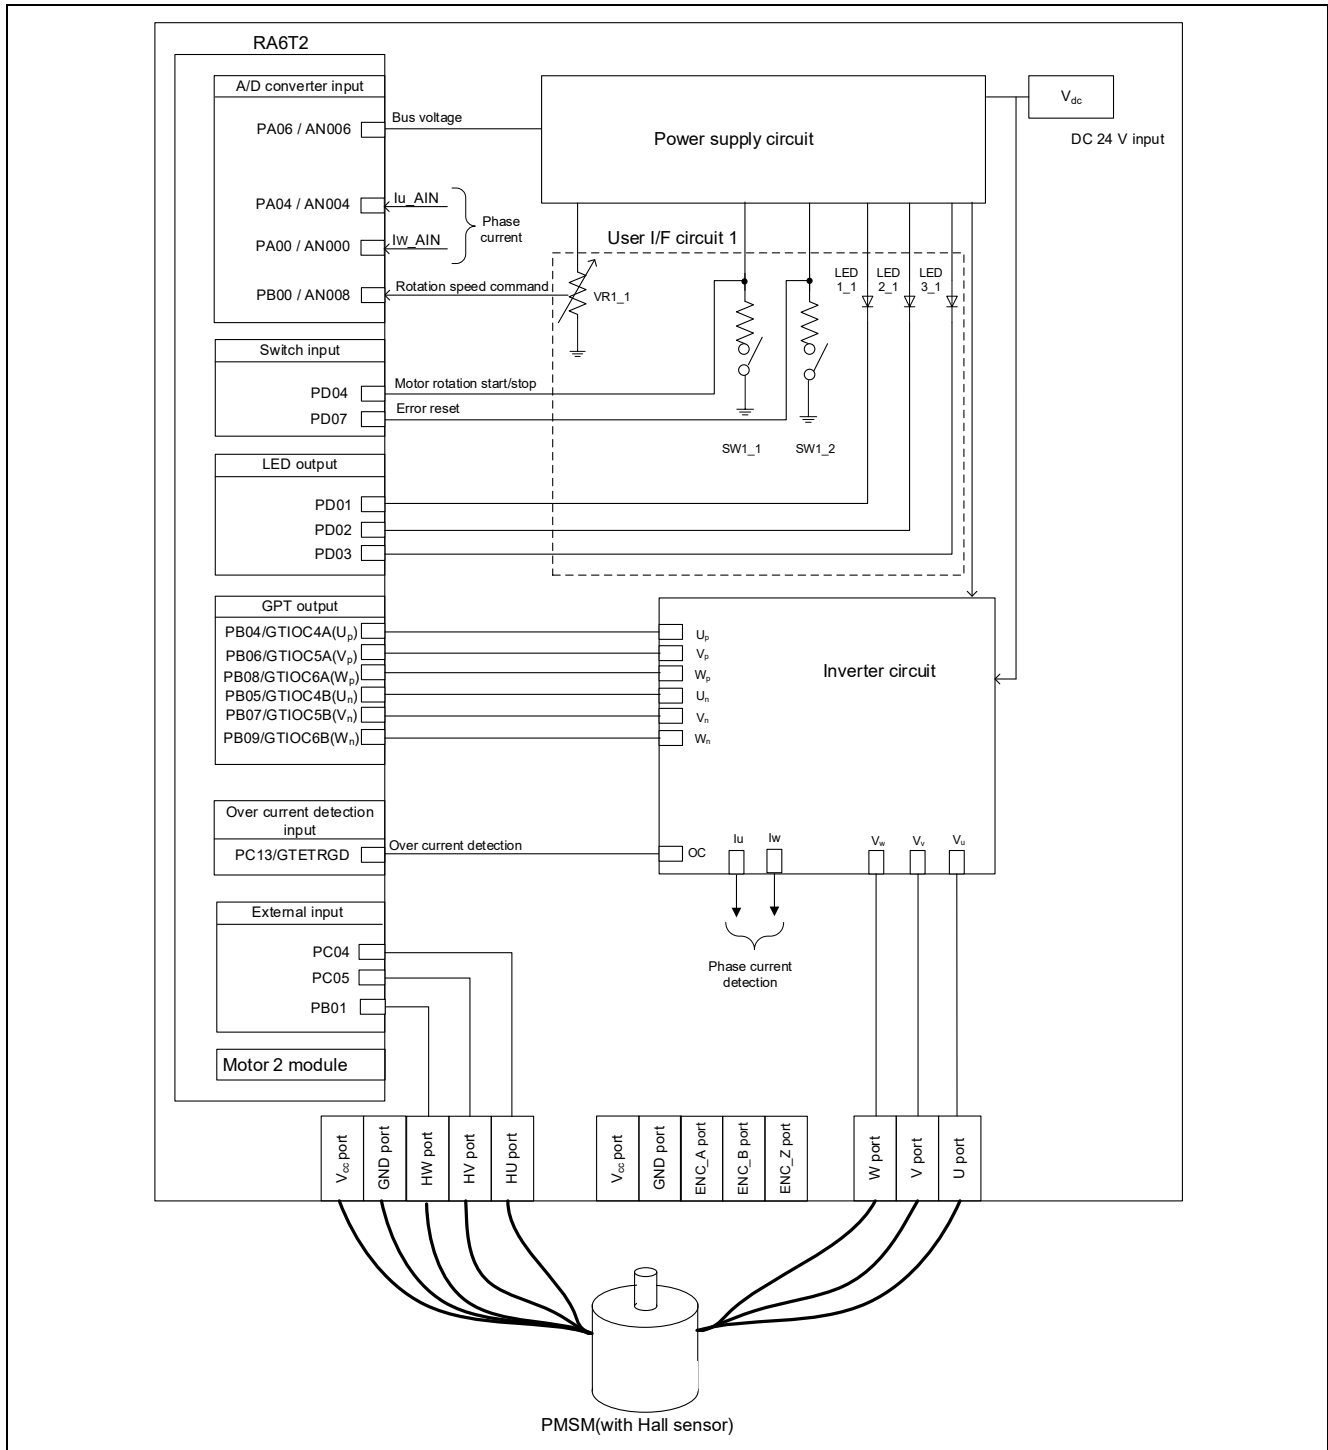 RA6T2
A/D converter input
PA06 / AN006
Bus voltage
Power supply circuit
Vdc
DC 24 V input
PA04 / AN004
Iu_AIN
PA00 / AN000
Iw_AIN
Phase
current
PB00 / AN008
Rotation speed command
User I/F circuit 1
VR1_1
LED
1_1
LED
2_1
LED
3_1
Switch input
PD04
Motor rotation start/stop
PD07
Error reset
SW1_1
SW1_2
LED output
PD01
PD02
PD03
GPT output
PB04/GTIOC4A(Up)
PB06/GTIOC5A(Vp)
PB08/GTIOC6A(Wp)
PB05/GTIOC4B(Un)
PB07/GTIOC5B(Vn)
PB09/GTIOC6B(Wn)
Up
Vp
Wp
Un
Vn
Wn
Inverter circuit
Over current detection
input
PC13/GTETRGD
Over current detection
OC
Iu
Iw
Vw
Vv
Vu
Phase current
detection
External input
PC04
PC05
PB01
Motor 2 module
Vcc port
GND port
HW port
HV port
HU port
Vcc port
GND port
ENC_A port
ENC_B port
ENC_Z port
W port
V port
U port
PMSM(with Hall sensor)